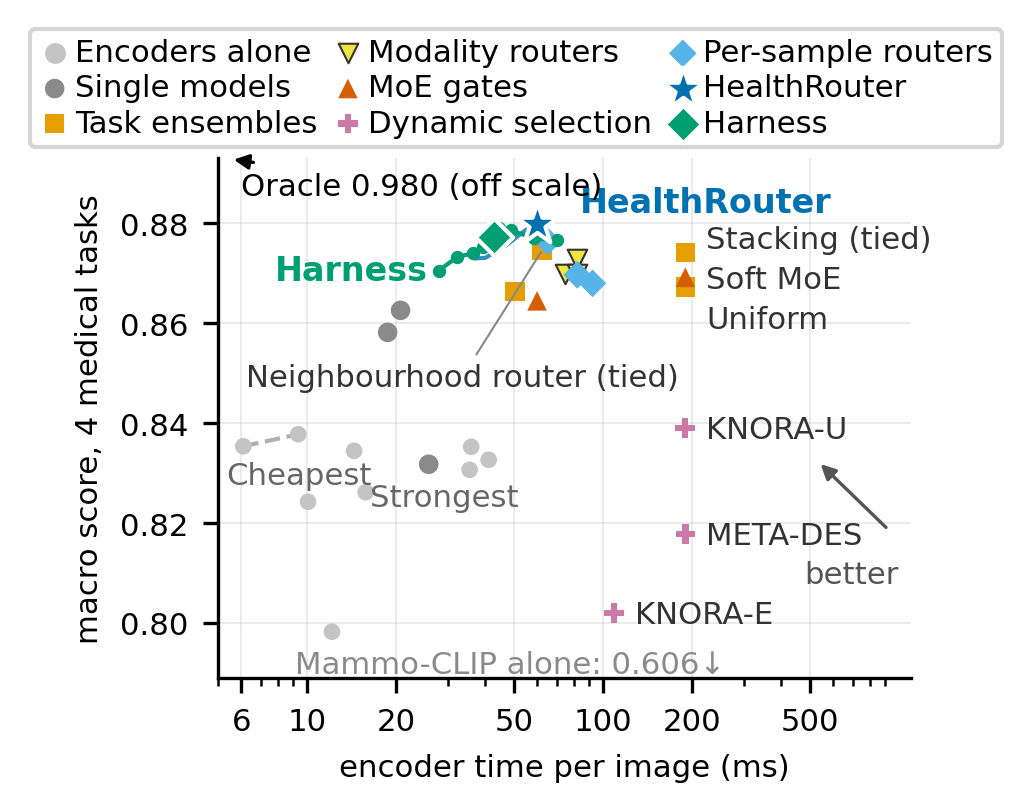 Encoders alone
Single models
Task ensembles
Modality routers
MoE gates
Dynamic selection
Per-sample routers
HealthRouter
Harness
Oracle 0.980 (off scale)
HealthRouter
Stacking (tied)
Harness
Soft MoE
Uniform
Neighbourhood router (tied)
KNORA-U
Cheapest
Strongest
META-DES
better
KNORA-E
Mammo-CLIP alone: 0.606↓
macro score, 4 medical tasks
0.88
0.86
0.84
0.82
0.80
6
10
20
50
100
200
500
encoder time per image (ms)